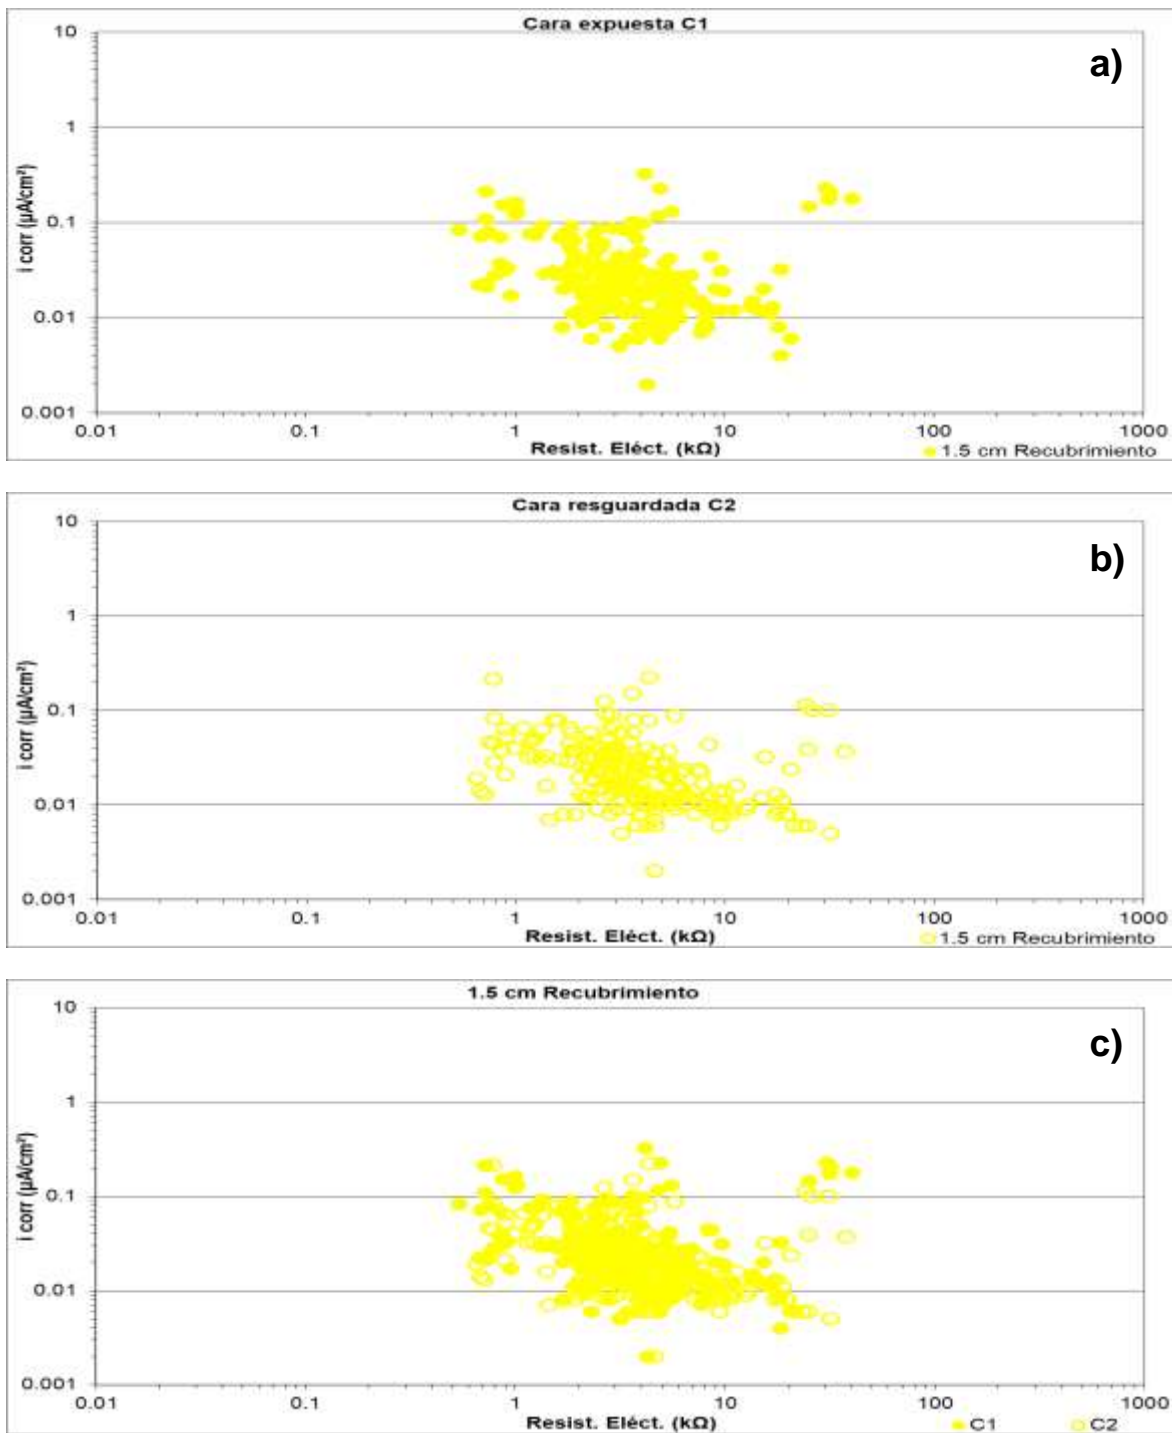 Cara expuesta C1
a)
10
1
0.1
0.01
0.001
i corr (µA/cm²)
0.01 0.1 1 10 100 1000
Resist. Eléct. (kΩ)
1.5 cm Recubrimiento
Cara resguardada C2
b)
10
1
0.1
0.01
0.001
i corr (µA/cm²)
0.01 0.1 1 10 100 1000
Resist. Eléct. (kΩ)
1.5 cm Recubrimiento
1.5 cm Recubrimiento
c)
10
1
0.1
0.01
0.001
i corr (µA/cm²)
0.01 0.1 1 10 100 1000
Resist. Eléct. (kΩ)
C1 C2